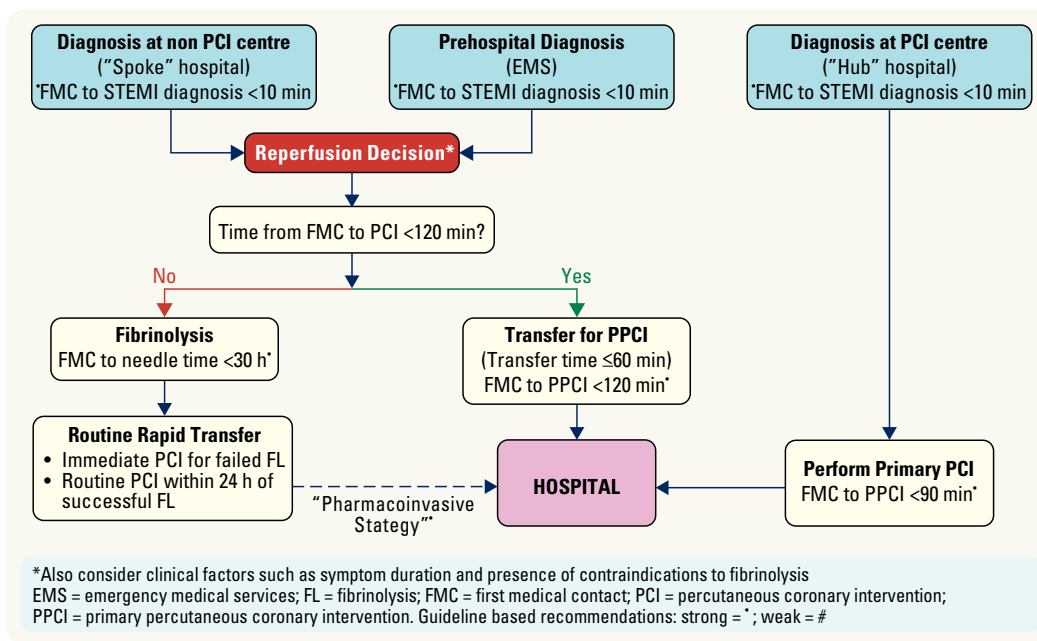 Diagnosis at non PCI centre
("Spoke" hospital)
•FMC to STEMI diagnosis <10 min
Prehospital Diagnosis
(EMS)
•FMC to STEMI diagnosis <10 min
Diagnosis at PCI centre
("Hub" hospital)
•FMC to STEMI diagnosis <10 min
Reperfusion Decision*
Time from FMC to PCI <120 min?
No
Yes
Fibrinolysis
FMC to needle time <30 h•
Transfer for PPCI
(Transfer time ≤60 min)
FMC to PPCI <120 min•
Routine Rapid Transfer
• Immediate PCI for failed FL
• Routine PCI within 24 h of
successful FL
"Pharmacoinvasive
Stategy"•
HOSPITAL
Perform Primary PCI
FMC to PPCI <90 min•
*Also consider clinical factors such as symptom duration and presence of contraindications to fibrinolysis
EMS = emergency medical services; FL = fibrinolysis; FMC = first medical contact; PCI = percutaneous coronary intervention;
PPCI = primary percutaneous coronary intervention. Guideline based recommendations: strong = •; weak = #